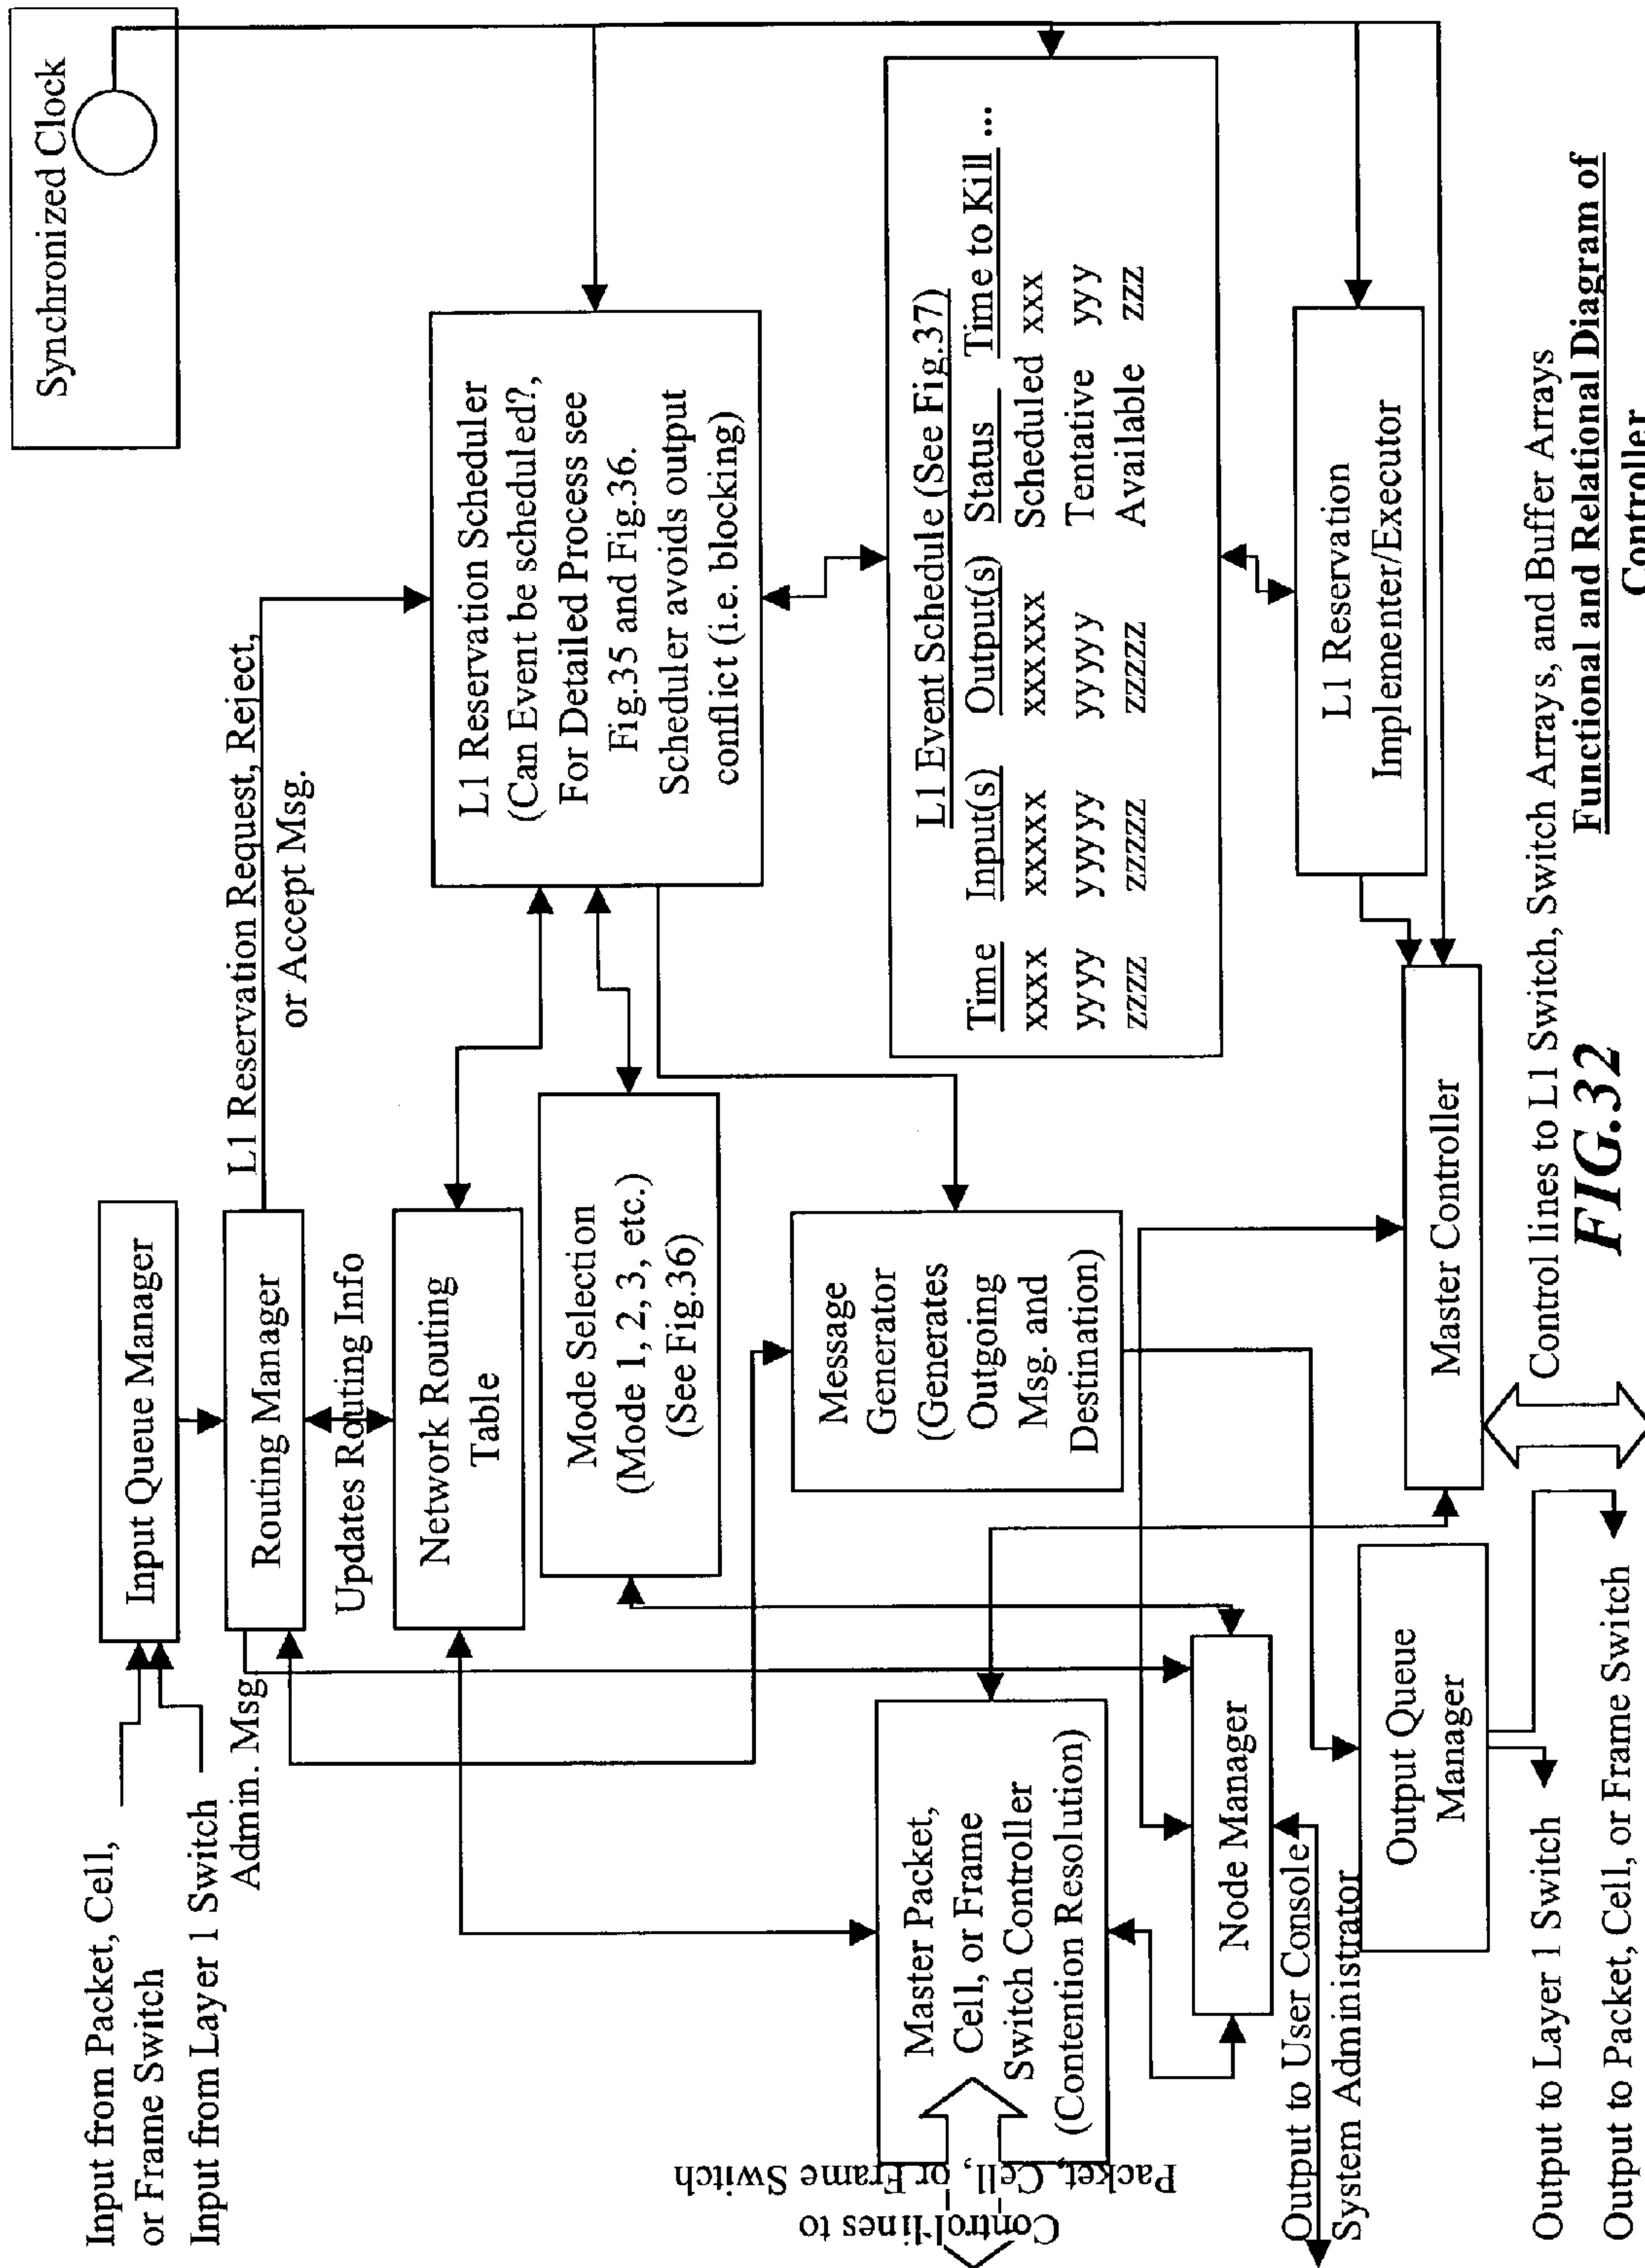 Synchronized Clock
Input Queue Manager
Input from Packet, Cell,
or Frame Switch
Input from Layer 1 Switch
Routing Manager
Admin. Msg
L1 Reservation Request, Reject,
or Accept Msg.
Updates Routing Info
Network Routing
Table
Mode Selection
(Mode 1, 2, 3, etc.)
(See Fig.36)
L1 Reservation Scheduler
(Can Event be scheduled?,
For Detailed Process see
Fig.35 and Fig.36.
Scheduler avoids output
conflict (i.e. blocking)
Message
Generator
(Generates
Outgoing
Msg. and
Destination)
L1 Event Schedule (See Fig.37)
Time Input(s) Output(s) Status Time to Kill ...
xxxx xxxxx xxxxxx Scheduled xxx
yyyy yyyyy yyyyy Tentative yyy
zzzz zzzzz zzzzz Available zzz
Master Packet,
Cell, or Frame
Switch Controller
(Contention Resolution)
Control lines to
Packet, Cell, or Frame Switch
Node Manager
Output to User Console
System Administrator
L1 Reservation
Implementer/Executor
Output Queue
Manager
Master Controller
Output to Layer 1 Switch
Output to Packet, Cell, or Frame Switch
Control lines to L1 Switch, Switch Arrays, and Buffer Arrays
FIG.32
Functional and Relational Diagram of
Controller